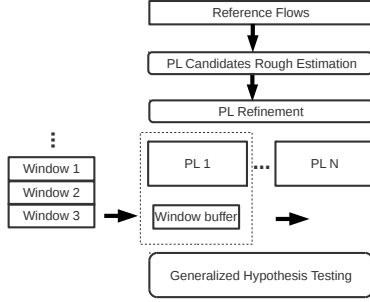 Reference Flows
PL Candidates Rough Estimation
PL Refinement
...
Window 1
Window 2
Window 3
PL 1
...
PL N
Window buffer
Generalized Hypothesis Testing